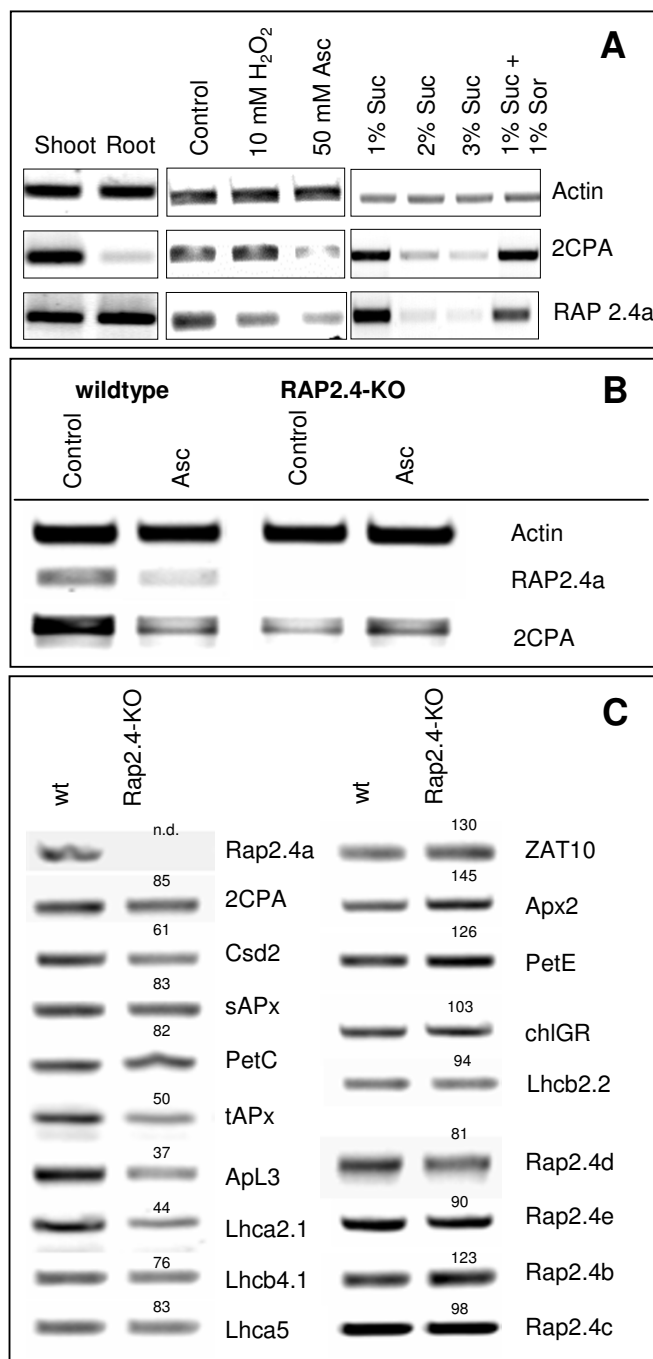 A
Shoot Root
Control
10 mM H₂O₂
50 mM Asc
1% Suc
2% Suc
3% Suc
1% Suc +
1% Sor
Actin
2CPA
RAP 2.4a
B
wildtype RAP2.4-KO
Control
Asc
Control
Asc
Actin
RAP2.4a
2CPA
C
wt
Rap2.4-KO
n.d.
Rap2.4a
85
2CPA
61
Csd2
83
sAPx
82
PetC
50
tAPx
37
ApL3
44
Lhca2.1
76
Lhcb4.1
83
Lhca5
wt
Rap2.4-KO
130
ZAT10
145
Apx2
126
PetE
103
chlGR
94
Lhcb2.2
81
Rap2.4d
90
Rap2.4e
123
Rap2.4b
98
Rap2.4c